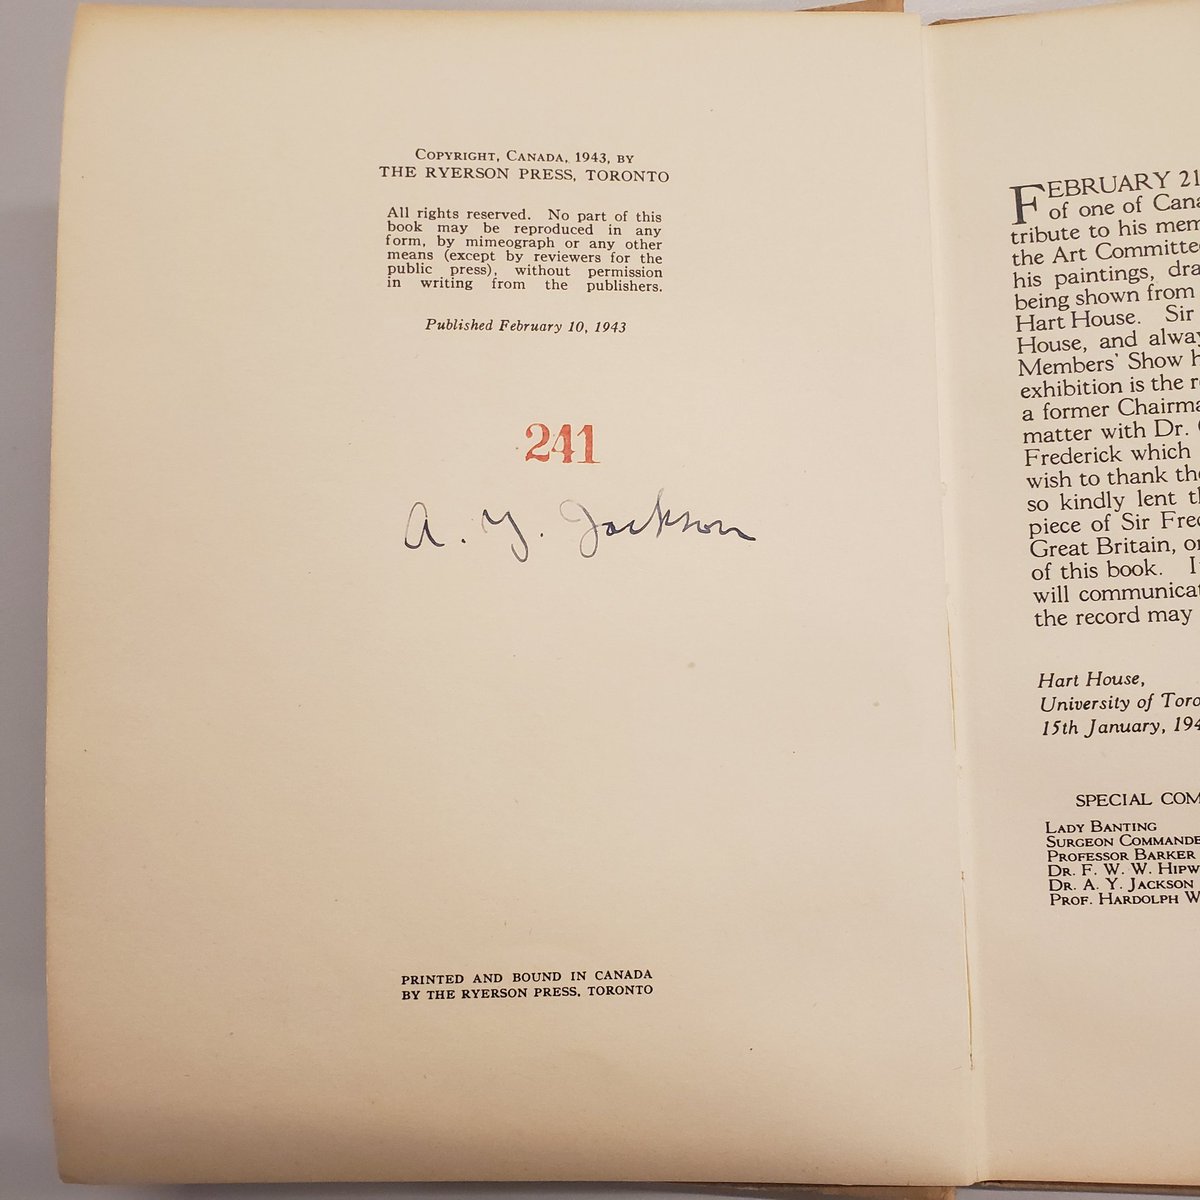 COPYRIGHT, CANADA, 1943, BY
THE RYERSON PRESS, TORONTO
All rights reserved. No part of this
book may be reproduced in any
form, by mimeograph or any other
means (except by reviewers for the
public press), without permission
in writing from the publishers.
Published February 10, 1943
241
A. Y. Jackson
PRINTED AND BOUND IN CANADA
BY THE RYERSON PRESS, TORONTO
FEBRUARY 21
of one of Cana
tribute to his mem
the Art Committe
his paintings, dra
being shown from
Hart House. Sir
House, and alway
Members' Show h
exhibition is the r
a former Chairma
matter with Dr.
Frederick which
wish to thank th
so kindly lent t
piece of Sir Fre
Great Britain, o
of this book. I
will communicat
the record may
Hart House,
University of Toro
15th January, 194
SPECIAL COM
LADY BANTING
SURGEON COMMANDE
PROFESSOR BARKER
DR. F. W. W. HIPW
DR. A. Y. JACKSON
PROF. HARDOLPH W